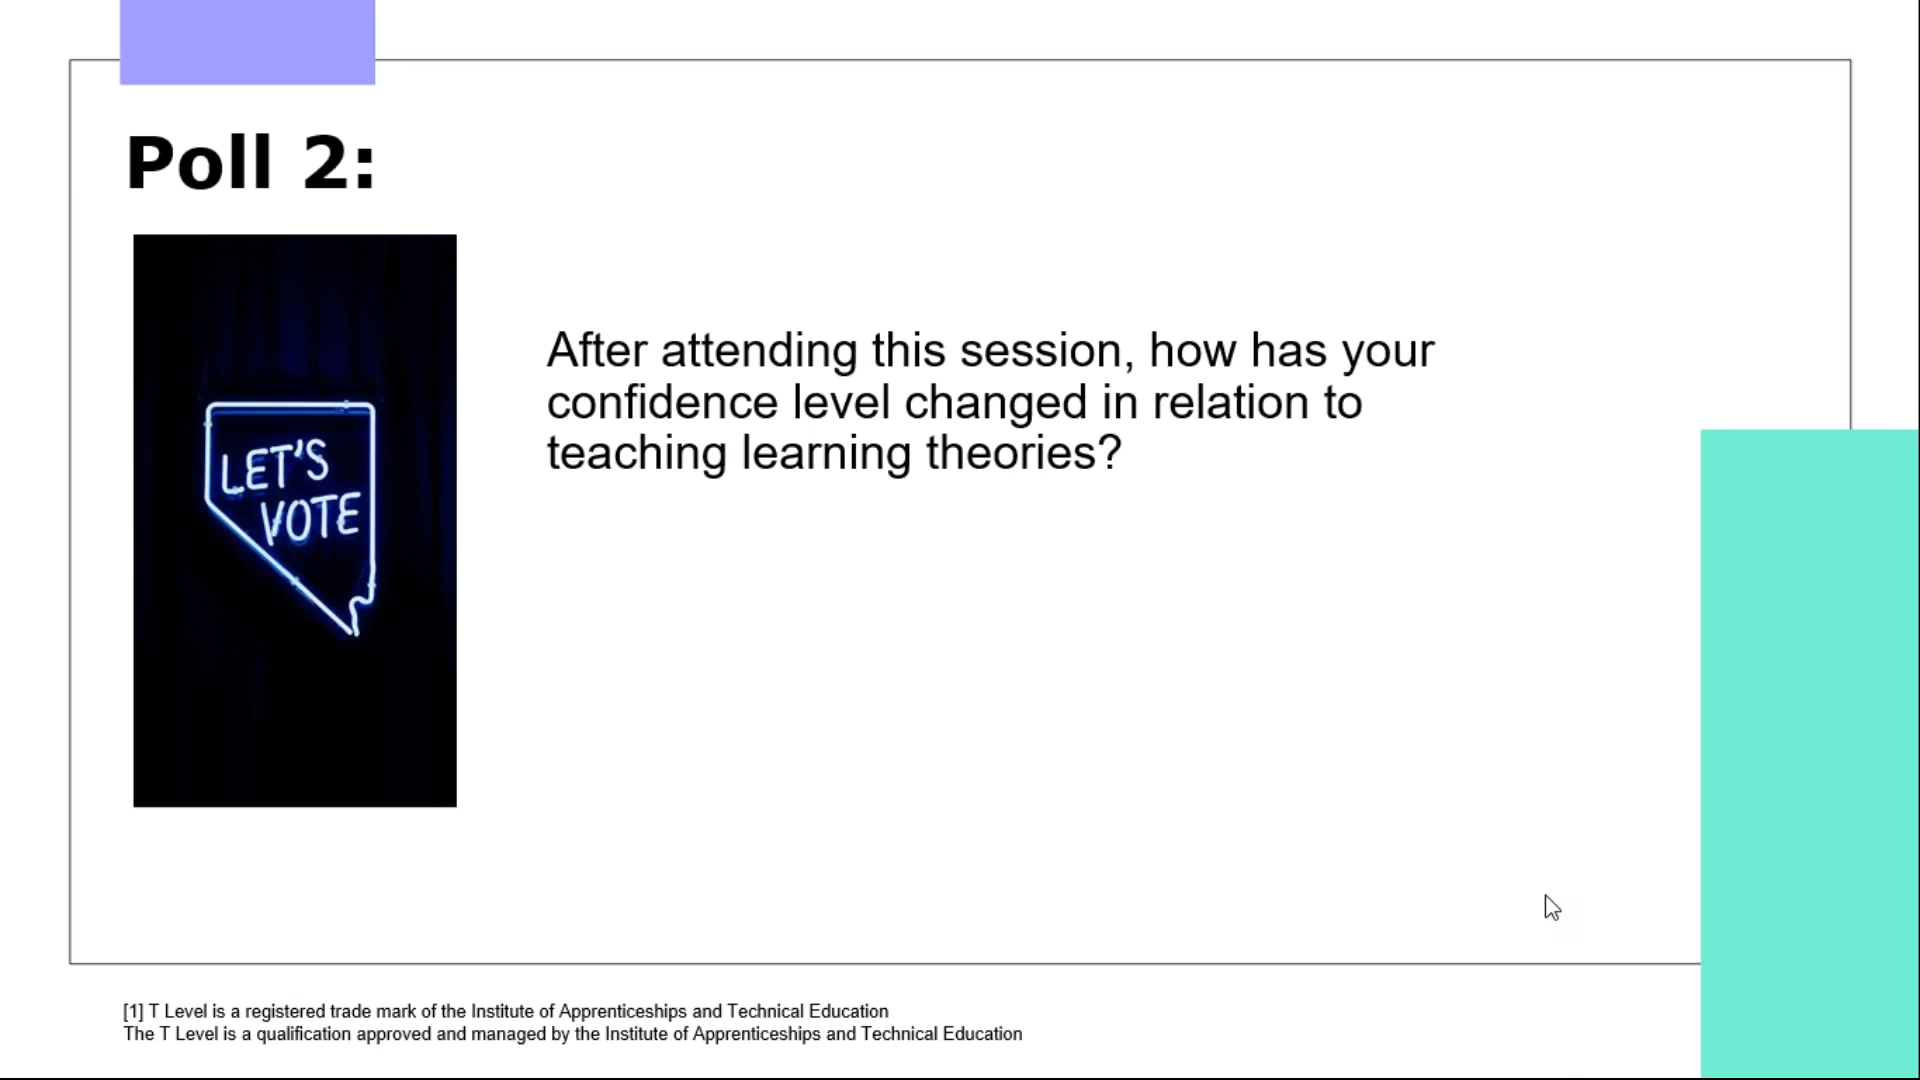 Poll 2:
LET'S
VOTE
After attending this session, how has your
confidence level changed in relation to
teaching learning theories?
[1] T Level is a registered trade mark of the Institute of Apprenticeships and Technical Education
The T Level is a qualification approved and managed by the Institute of Apprenticeships and Technical Education